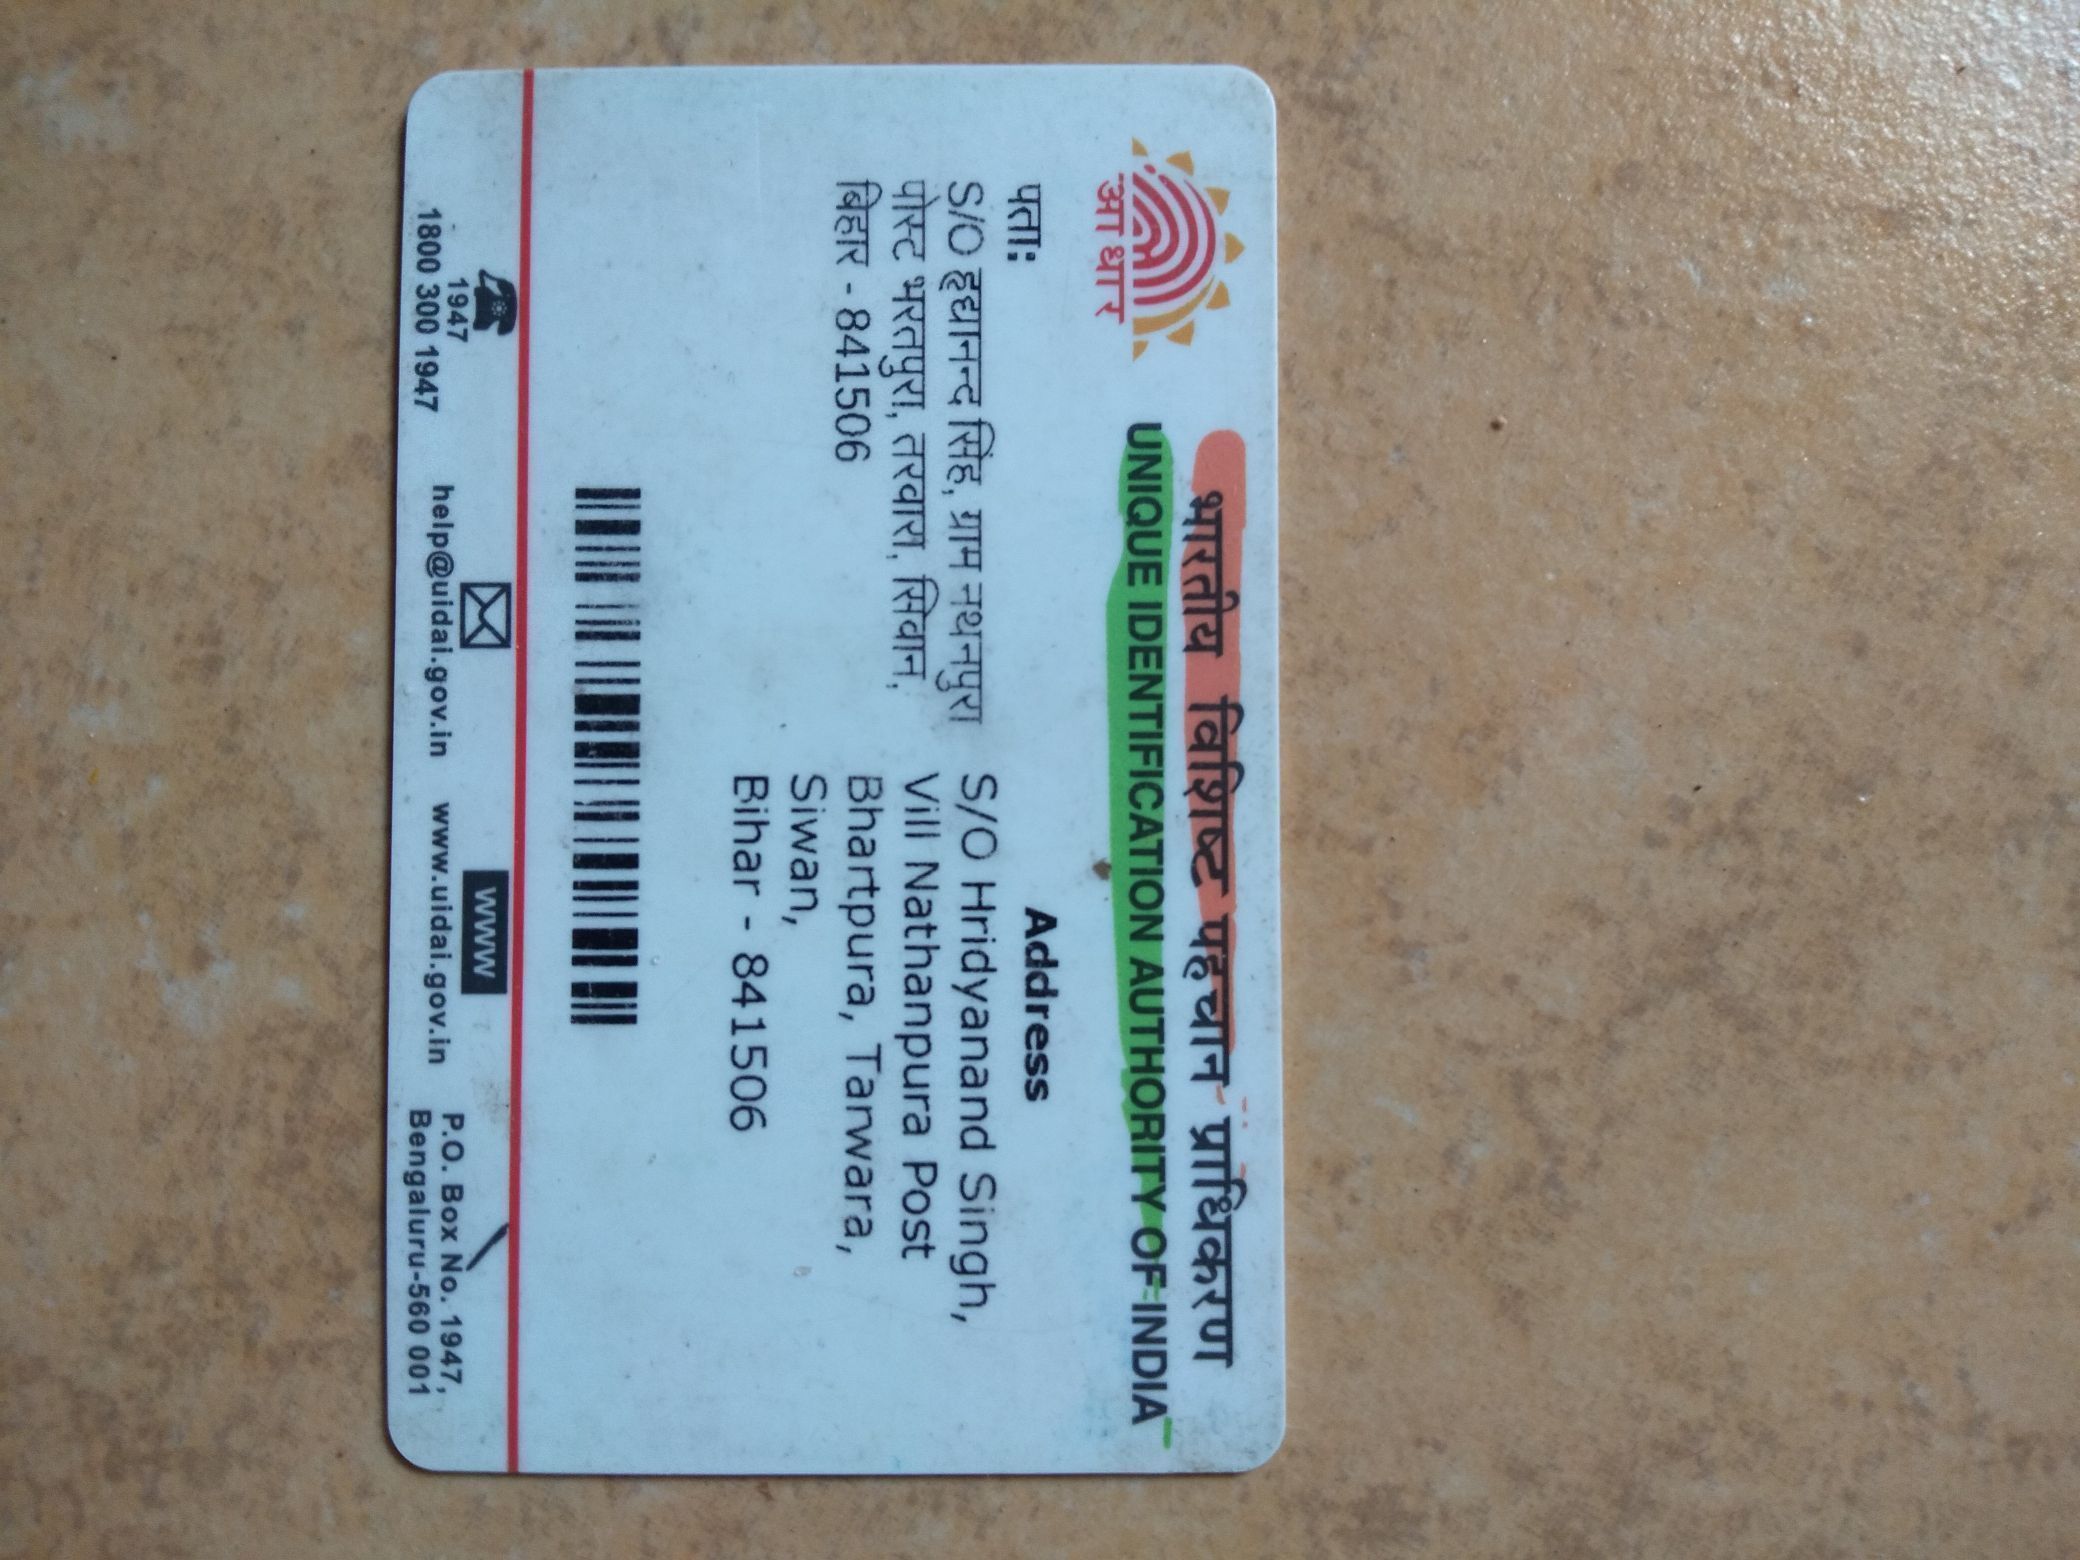 आधार
भारतीय विशिष्ट पहचान प्राधिकरण
UNIQUE IDENTIFICATION AUTHORITY OF INDIA
पता:
S/O हृद्यानन्द सिंह, ग्राम नथनपुरा
पोस्ट भरतपुरा, तरवारा, सिवान,
बिहार - 841506
Address
S/O Hridyanand Singh,
Vill Nathanpura Post
Bhartpura, Tarwara,
Siwan,
Bihar - 841506
1947
1800 300 1947
help@uidai.gov.in
www
www.uidai.gov.in
P.O. Box No. 1947,
Bengaluru-560 001